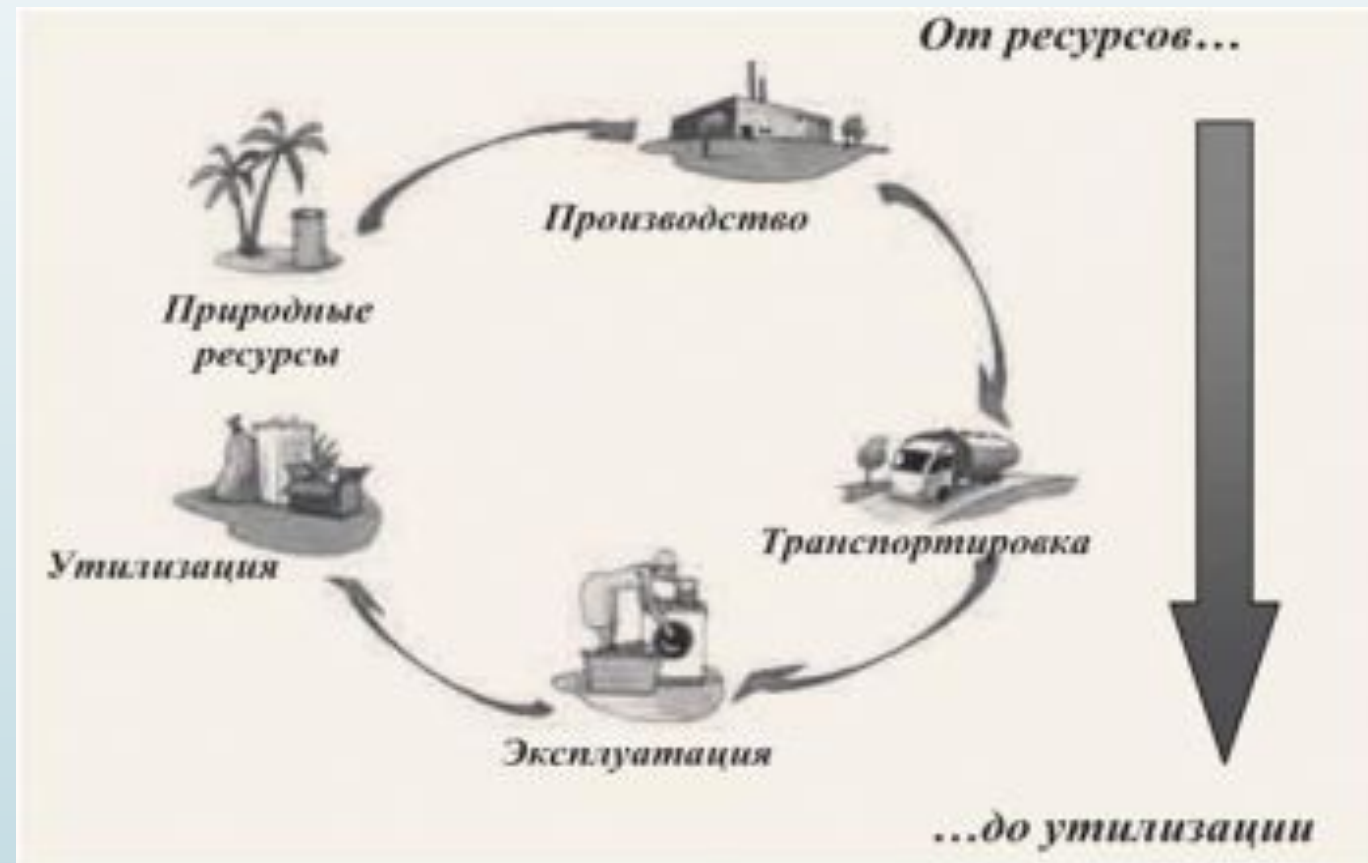 От ресурсов...
Производство
Природные
ресурсы
Транспортировка
Утилизация
Эксплуатация
...до утилизации